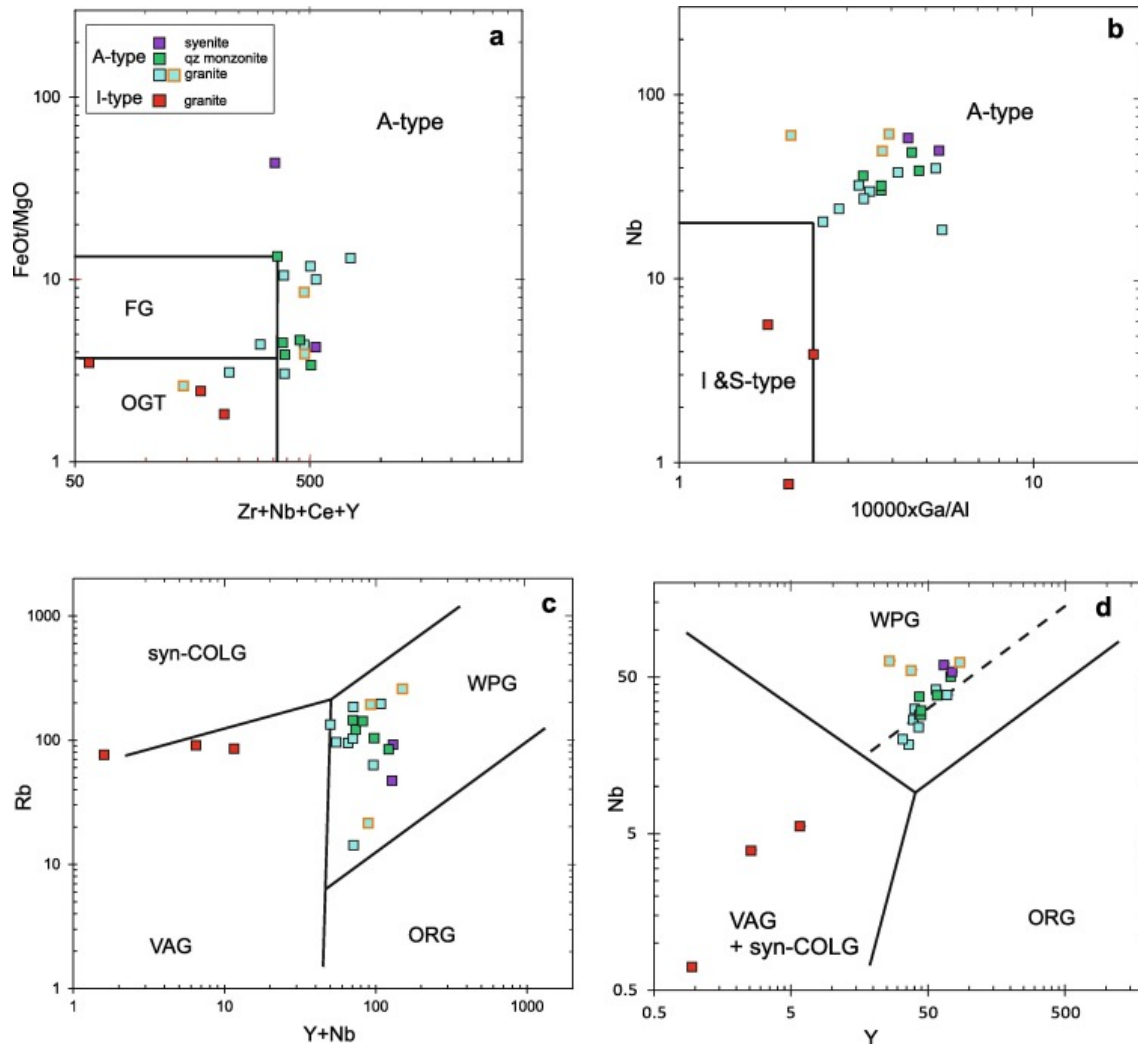 a
A-type
syenite
qz monzonite
granite
I-type
granite
A-type
100
10
1
FeOt/MgO
FG
OGT
50
500
Zr+Nb+Ce+Y
b
A-type
100
10
1
Nb
I &S-type
1
10
10000xGa/Al
c
syn-COLG
WPG
VAG
ORG
1000
100
10
1
Rb
1
10
100
1000
Y+Nb
d
WPG
VAG
+ syn-COLG
ORG
50
5
0.5
Nb
0.5
5
50
500
Y